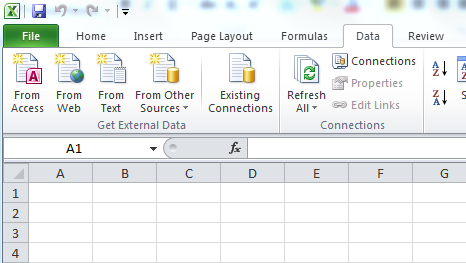 File Home Insert Page Layout Formulas Data Review
From Access From Web From Text From Other Sources Existing Connections
Get External Data
Refresh All Connections Properties Edit Links
Connections
A Z Z A
A1 fx
A B C D E F G
1
2
3
4